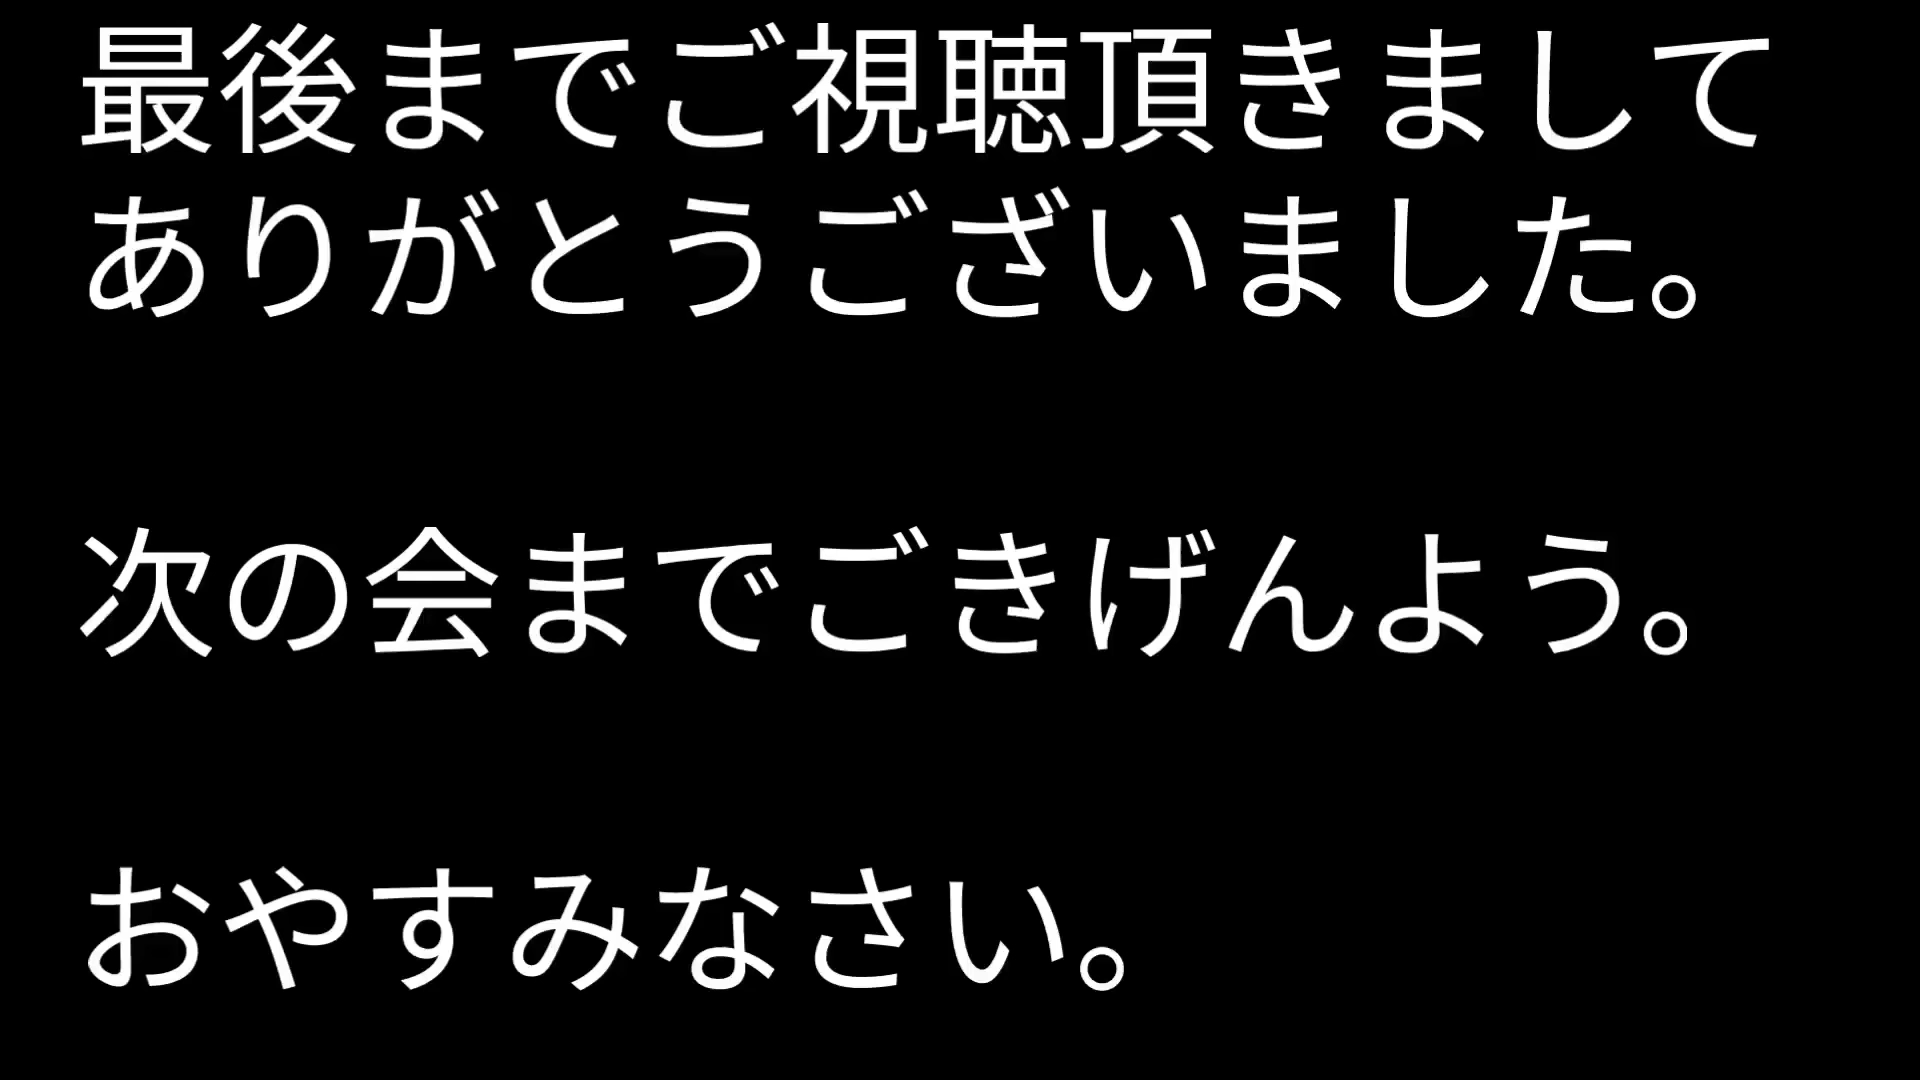 最後までご視聴頂きまして
ありがとうございました。
次の会までごきげんよう。
おやすみなさい。